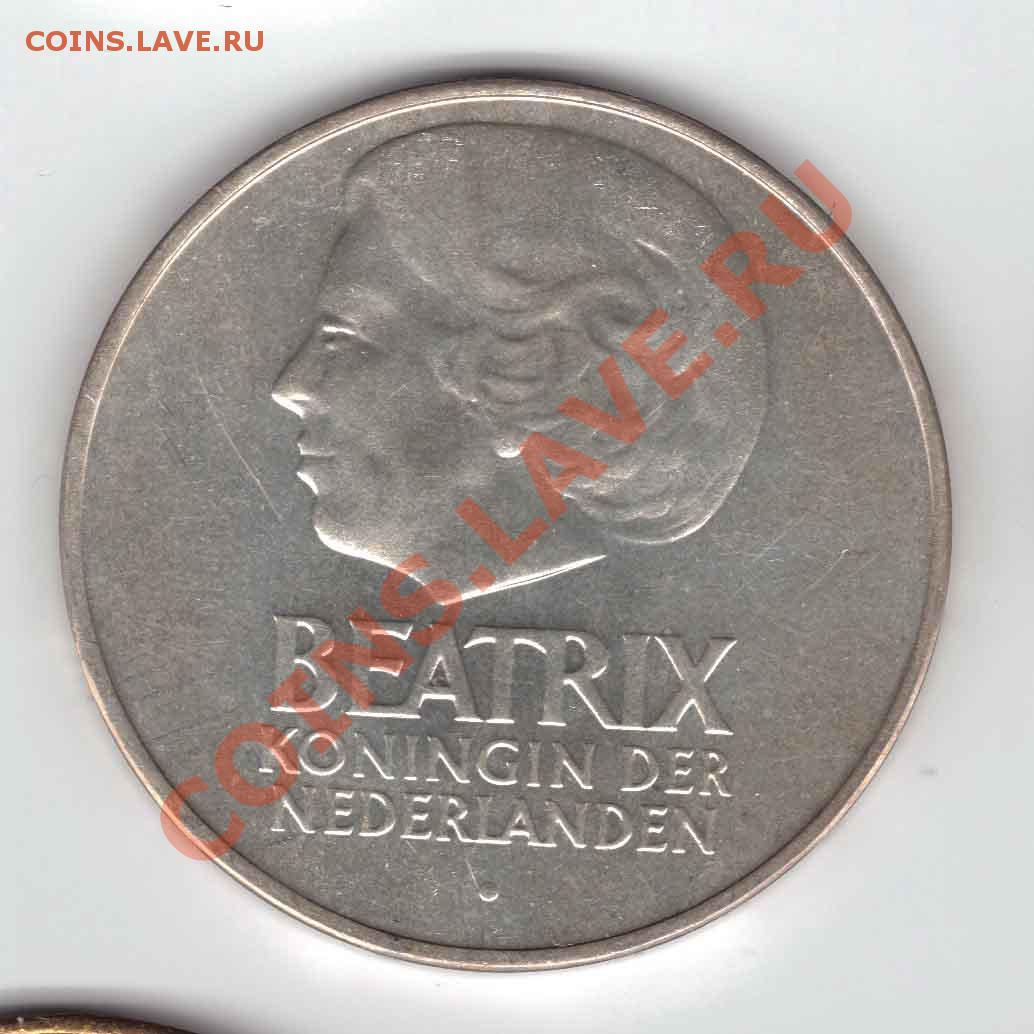 COINS.LAVE.RU
COINS.LAVE.RU
BEATRIX
KONINGIN DER
NEDERLANDEN